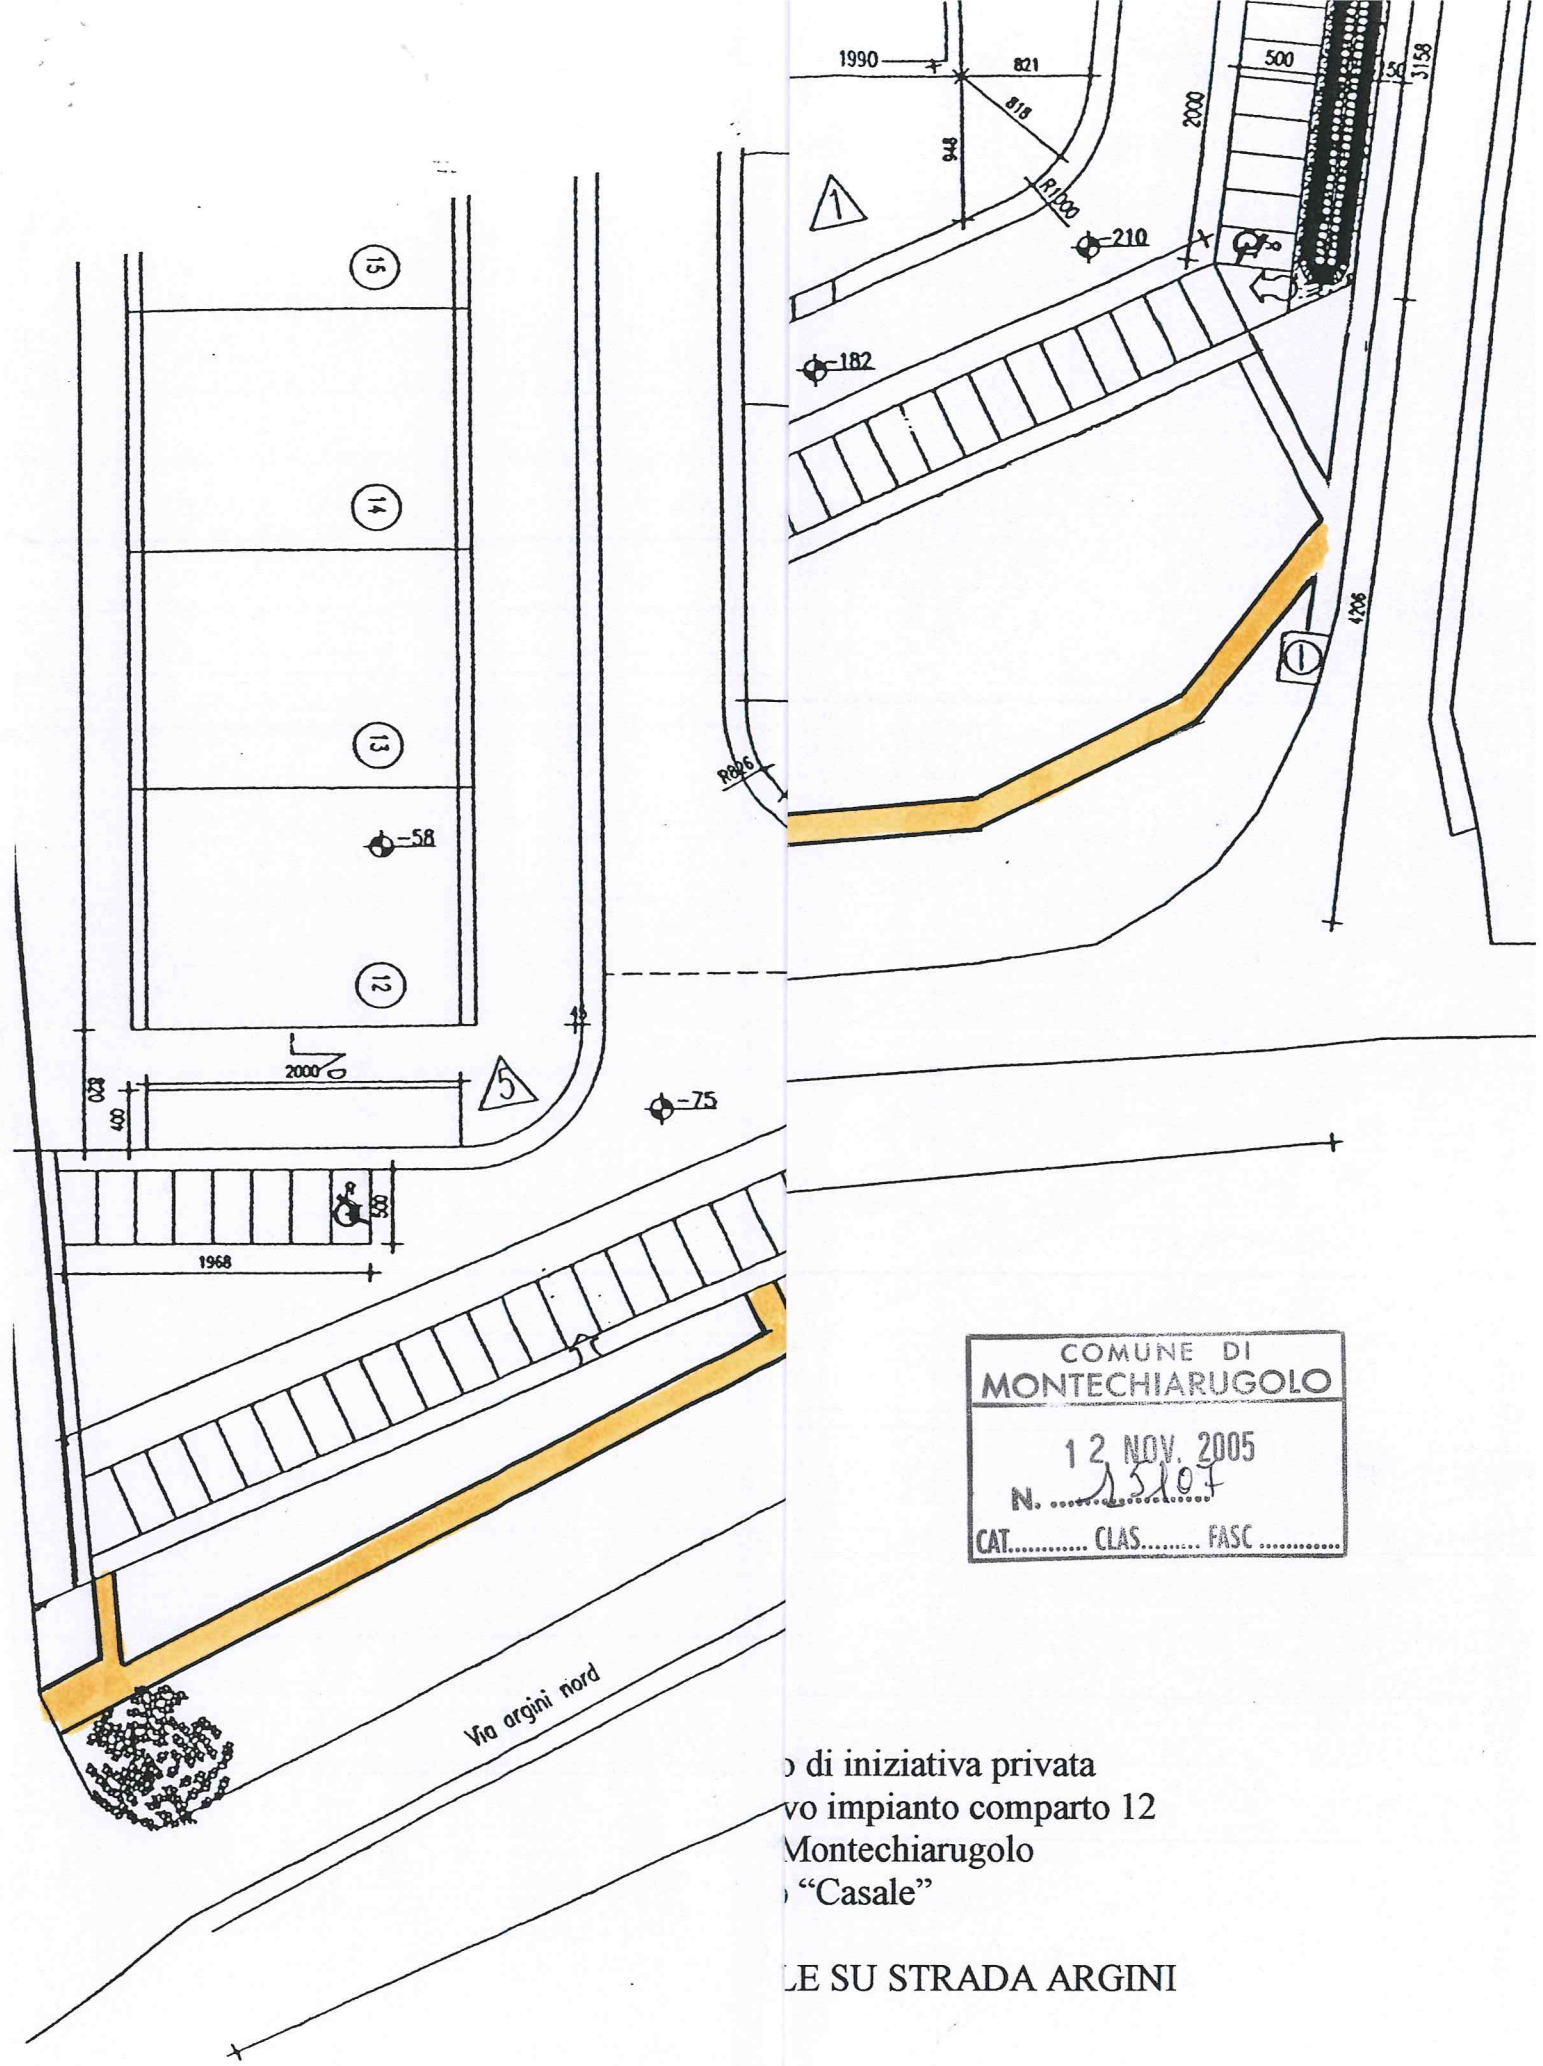 1990
821
818
948
R1000
1
-210
2000
500
150
3158
-182
15
14
13
12
-58
R826
4206
45
2000
820
400
5
-75
500
1968
COMUNE DI
MONTECHIARUGOLO
12 NOV. 2005
N. 15107
CAT............ CLAS......... FASC ............
Via argini nord
o di iniziativa privata
vo impianto comparto 12
Montechiarugolo
“Casale”
LE SU STRADA ARGINI